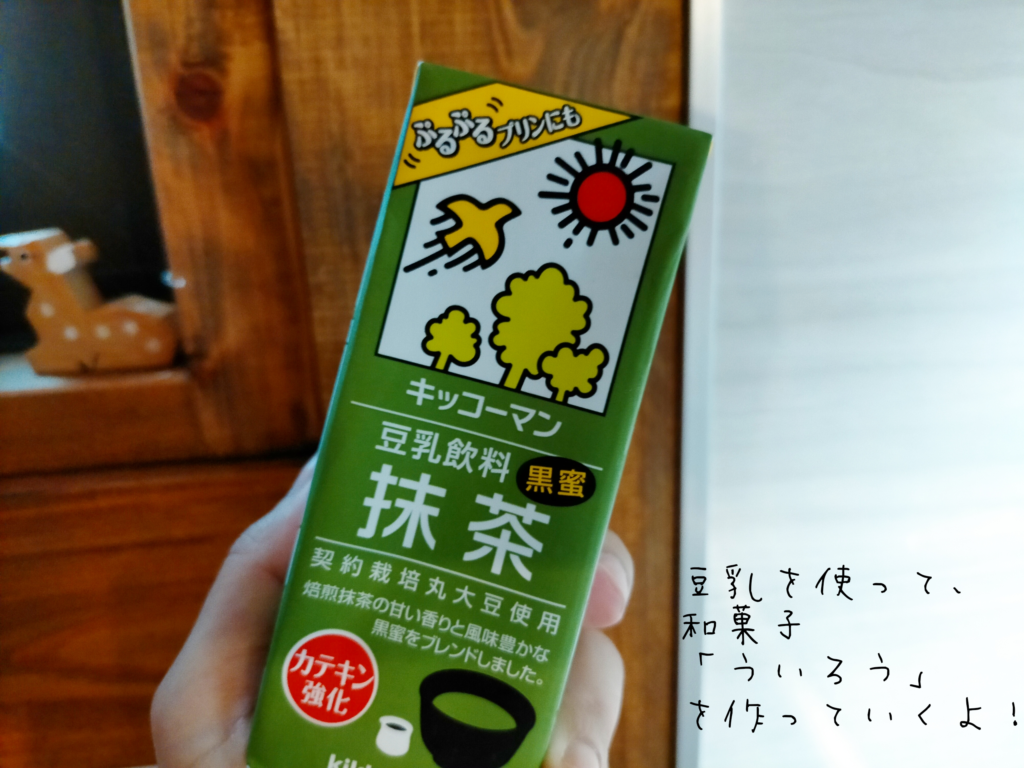 ぷるぷるプリンにも
キッコーマン
豆乳飲料
黒蜜
抹茶
契約栽培丸大豆使用
焙煎抹茶の甘い香りと風味豊かな
黒蜜をブレンドしました。
カテキン
強化
豆乳を使って、
和菓子
「ういろう」
を作っていくよ!